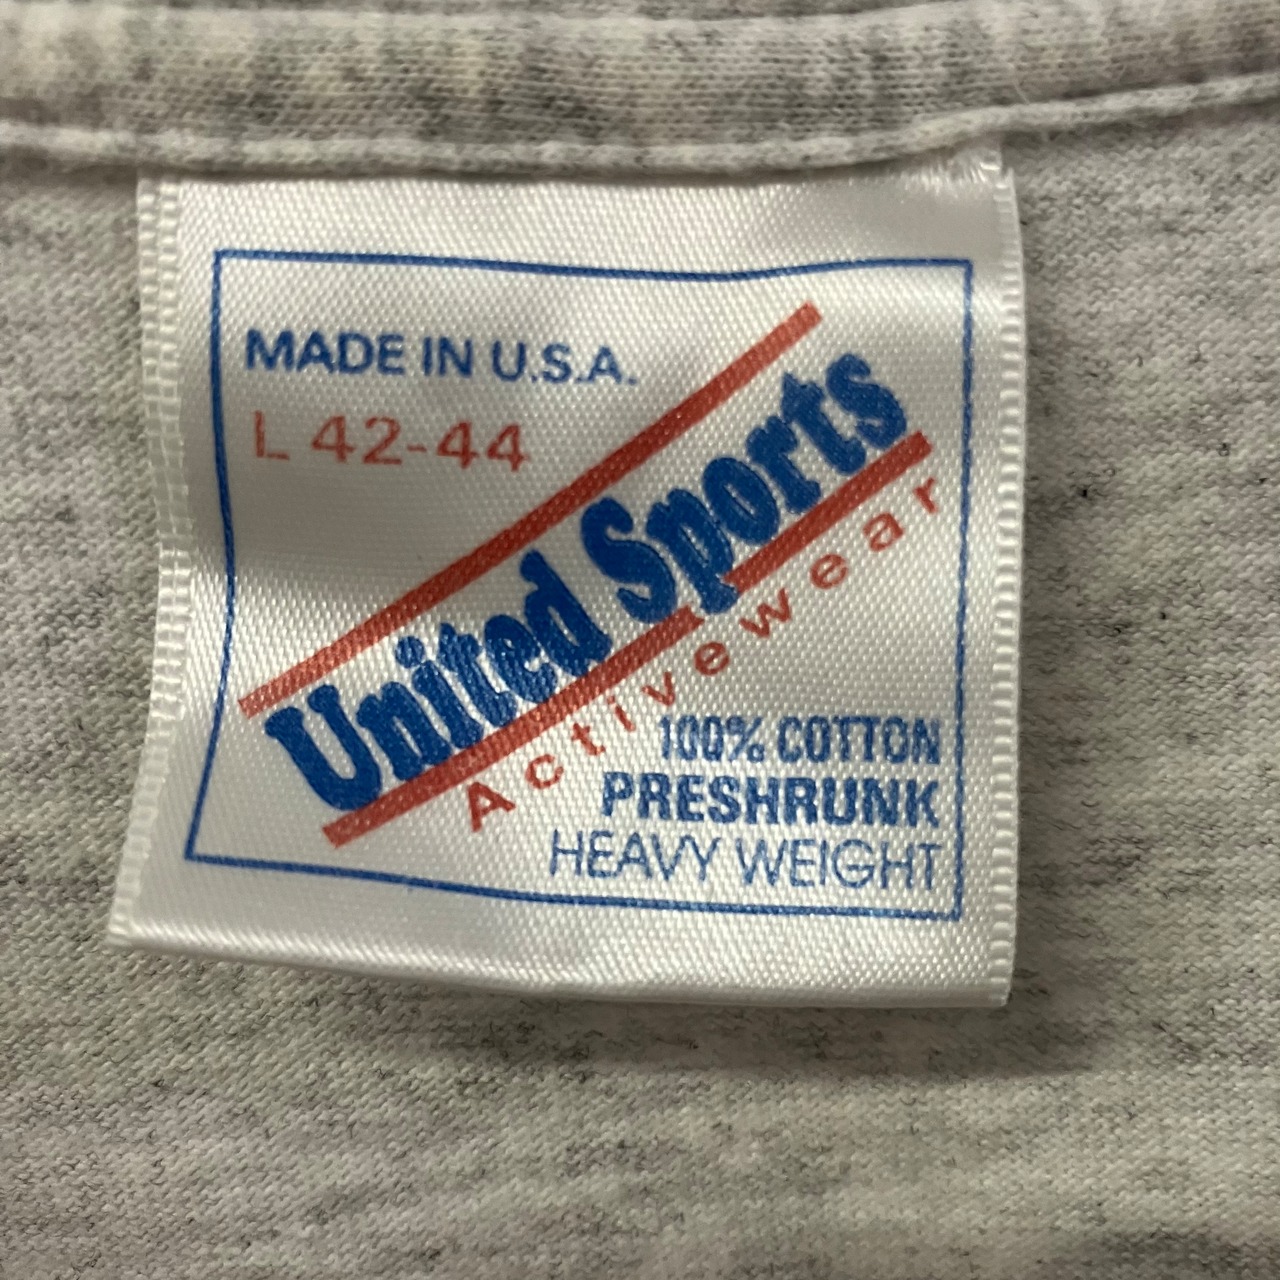 MADE IN U.S.A.
L 42-44
United Sports
Activewear
100% COTTON
PRESHRUNK
HEAVY WEIGHT